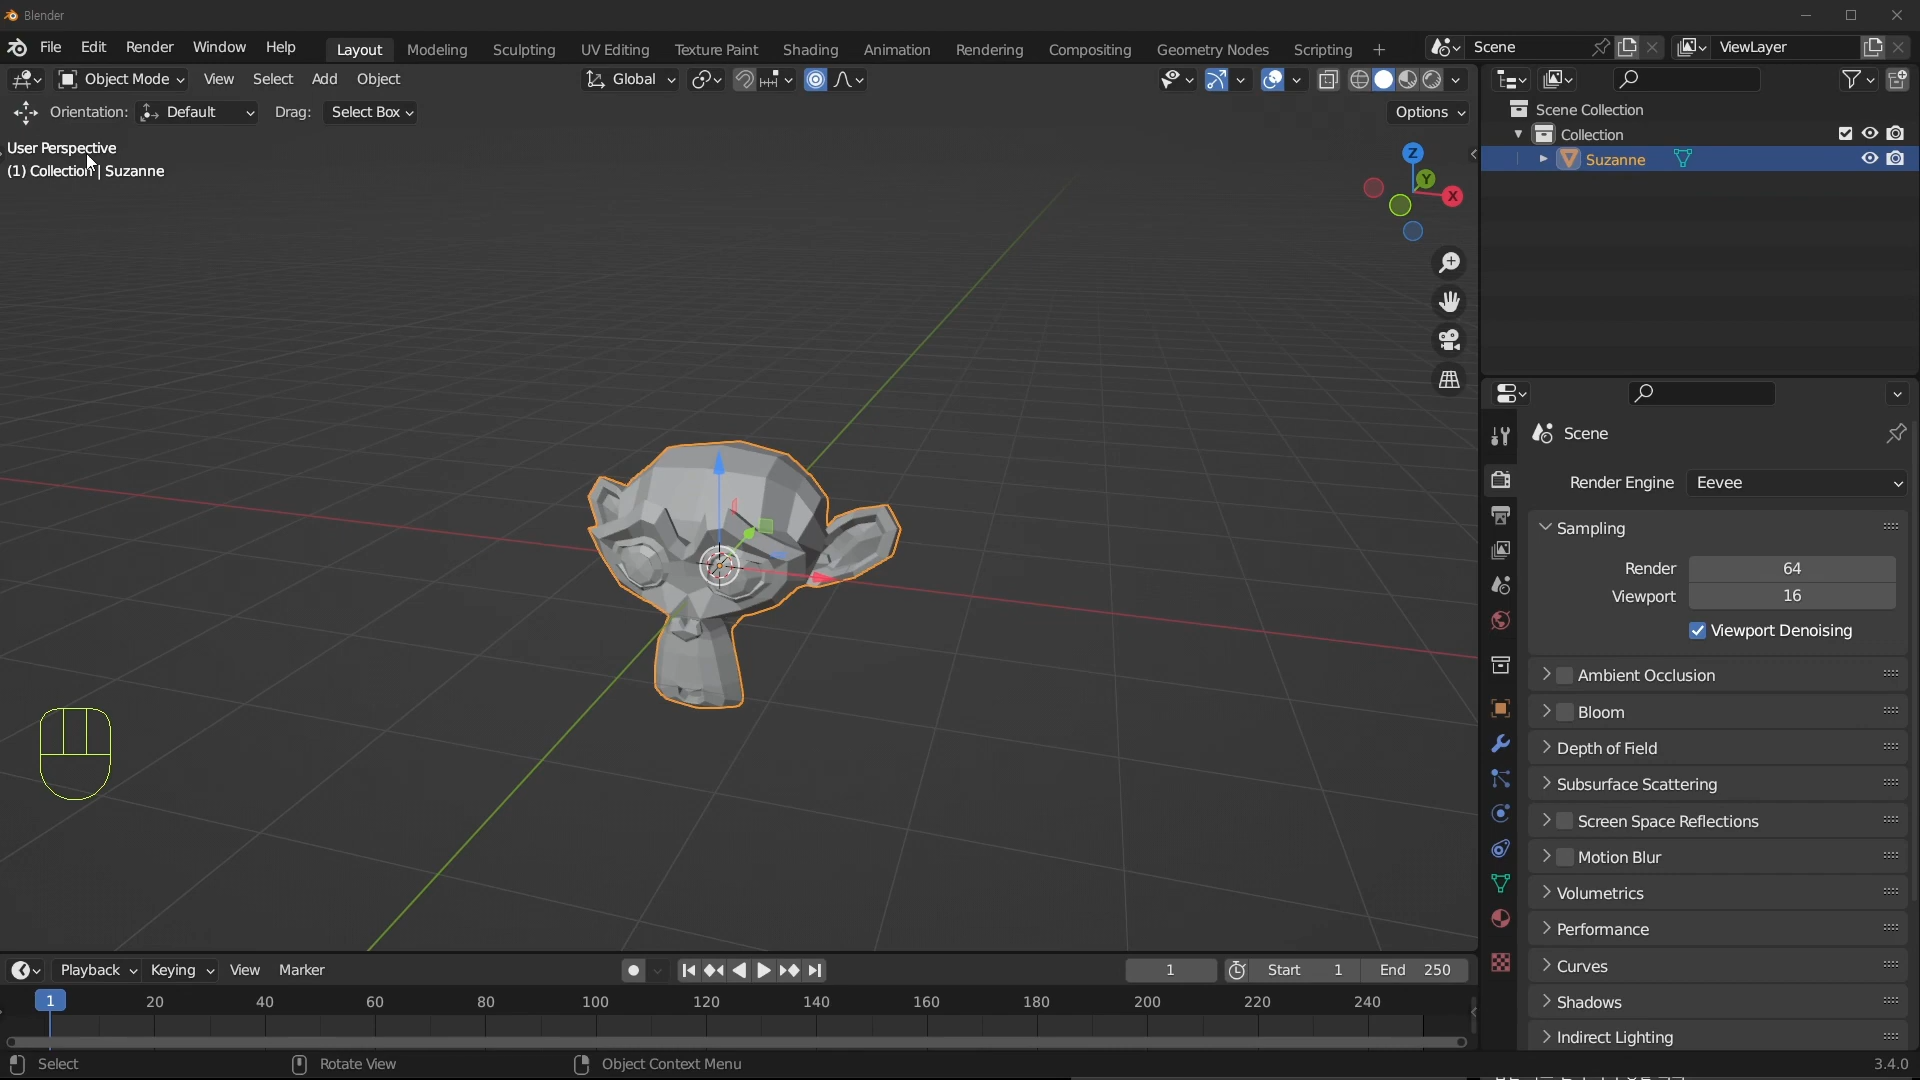 Blender
File Edit Render Window Help Layout Modeling Sculpting UV Editing Texture Paint Shading Animation Rendering Compositing Geometry Nodes Scripting + Scene ViewLayer
Object Mode View Select Add Object Global
Orientation: Default Drag: Select Box Options
User Perspective
(1) Collection | Suzanne
Z
Y
X
Scene Collection
Collection
Suzanne
Scene
Render Engine Eevee
Sampling
Render 64
Viewport 16
Viewport Denoising
Ambient Occlusion
Bloom
Depth of Field
Subsurface Scattering
Screen Space Reflections
Motion Blur
Volumetrics
Performance
Curves
Shadows
Indirect Lighting
Playback Keying View Marker 1 Start 1 End 250
1 20 40 60 80 100 120 140 160 180 200 220 240
Select Rotate View Object Context Menu 3.4.0